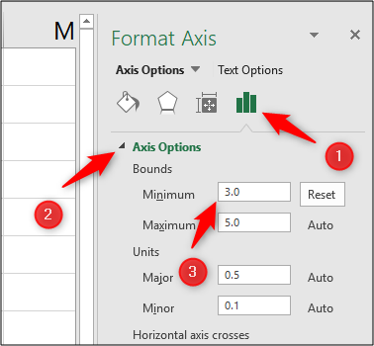 M
Format Axis
Axis Options Text Options
1
Axis Options
2
Bounds
Minimum 3.0 Reset
Maximum 5.0 Auto
Units
3
Major 0.5 Auto
Minor 0.1 Auto
Horizontal axis crosses